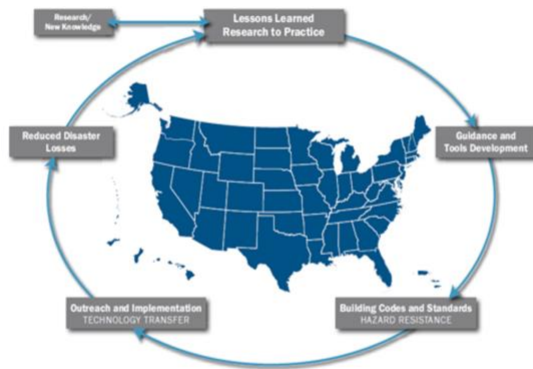 Research/
New Knowledge
Lessons Learned
Research to Practice
Reduced Disaster
Losses
Guidance and
Tools Development
Outreach and Implementation
TECHNOLOGY TRANSFER
Building Codes and Standards
HAZARD RESISTANCE